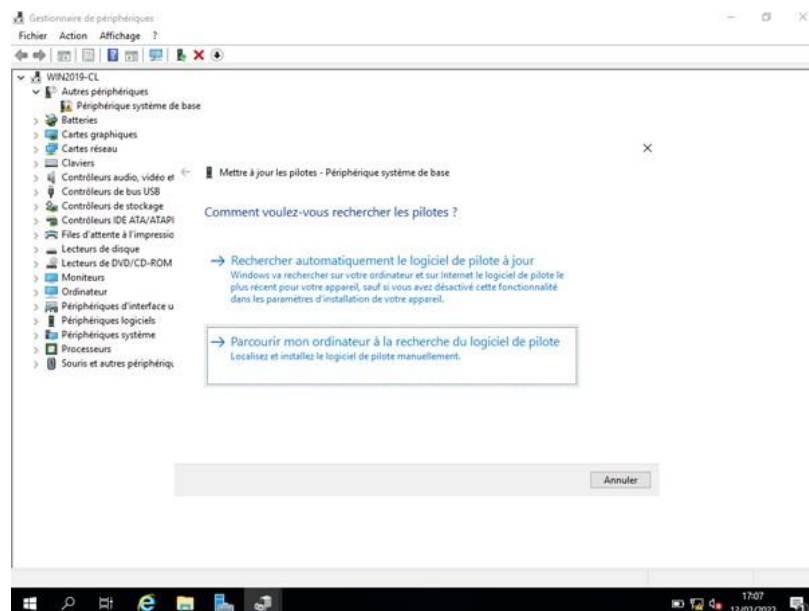 Gestionnaire de périphériques
Fichier Action Affichage ?
WIN2019-CL
Autres périphériques
Périphérique système de base
Batteries
Cartes graphiques
Cartes réseau
Claviers
Contrôleurs audio, vidéo et
Contrôleurs de bus USB
Contrôleurs de stockage
Contrôleurs IDE ATA/ATAPI
Files d'attente à l'impressio
Lecteurs de disque
Lecteurs de DVD/CD-ROM
Moniteurs
Ordinateur
Périphériques d'interface u
Périphériques logiciels
Périphériques système
Processeurs
Souris et autres périphériqu
Mettre à jour les pilotes - Périphérique système de base
Comment voulez-vous rechercher les pilotes ?
Rechercher automatiquement le logiciel de pilote à jour
Windows va rechercher sur votre ordinateur et sur Internet le logiciel de pilote le
plus récent pour votre appareil, sauf si vous avez désactivé cette fonctionnalité
dans les paramètres d'installation de votre appareil.
Parcourir mon ordinateur à la recherche du logiciel de pilote
Localisez et installez le logiciel de pilote manuellement.
Annuler
17:07